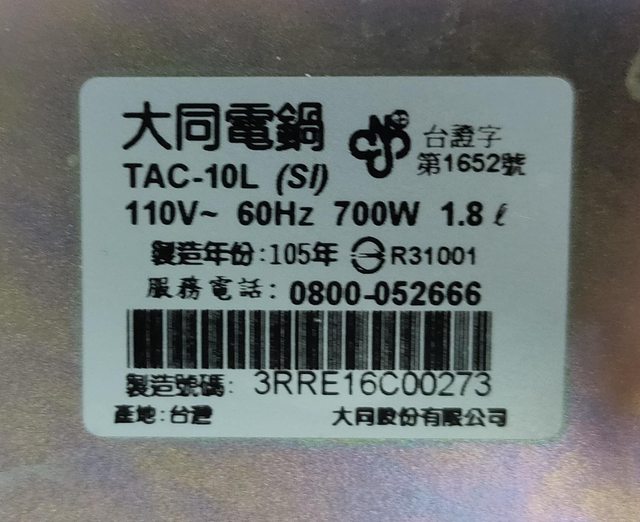 大同電鍋
CNS
台證字
第1652號
TAC-10L (SI)
110V~ 60Hz 700W 1.8ℓ
製造年份:105年 R31001
服務電話: 0800-052666
製造號碼: 3RRE16C00273
產地:台灣 大同股份有限公司